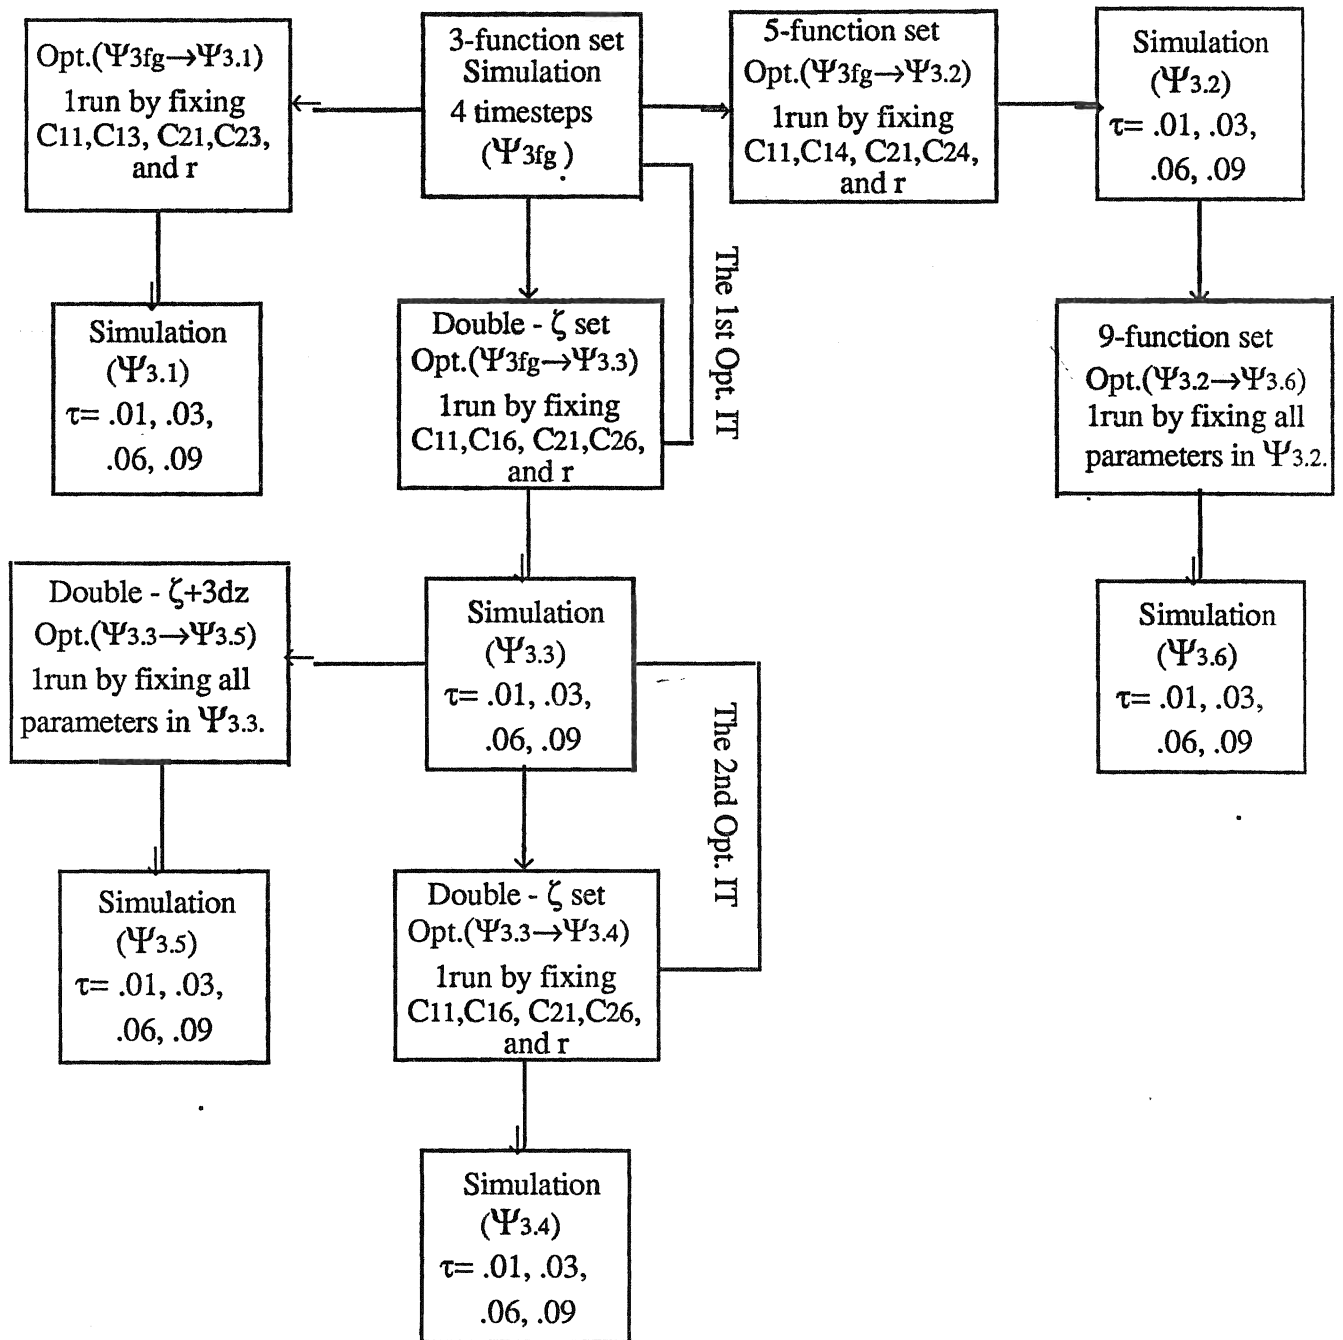 Opt.(Ψ3fg→Ψ3.1)
1run by fixing
C11,C13, C21,C23,
and r
3-function set
Simulation
4 timesteps
(Ψ3fg )
5-function set
Opt.(Ψ3fg→Ψ3.2)
1run by fixing
C11,C14, C21,C24,
and r
Simulation
(Ψ3.2)
τ= .01, .03,
.06, .09
The 1st Opt. IT
Simulation
(Ψ3.1)
τ= .01, .03,
.06, .09
Double - ζ set
Opt.(Ψ3fg→Ψ3.3)
1run by fixing
C11,C16, C21,C26,
and r
9-function set
Opt.(Ψ3.2→Ψ3.6)
1run by fixing all
parameters in Ψ3.2.
Double - ζ+3dz
Opt.(Ψ3.3→Ψ3.5)
1run by fixing all
parameters in Ψ3.3.
Simulation
(Ψ3.3)
τ= .01, .03,
.06, .09
The 2nd Opt. IT
Simulation
(Ψ3.6)
τ= .01, .03,
.06, .09
Simulation
(Ψ3.5)
τ= .01, .03,
.06, .09
Double - ζ set
Opt.(Ψ3.3→Ψ3.4)
1run by fixing
C11,C16, C21,C26,
and r
Simulation
(Ψ3.4)
τ= .01, .03,
.06, .09